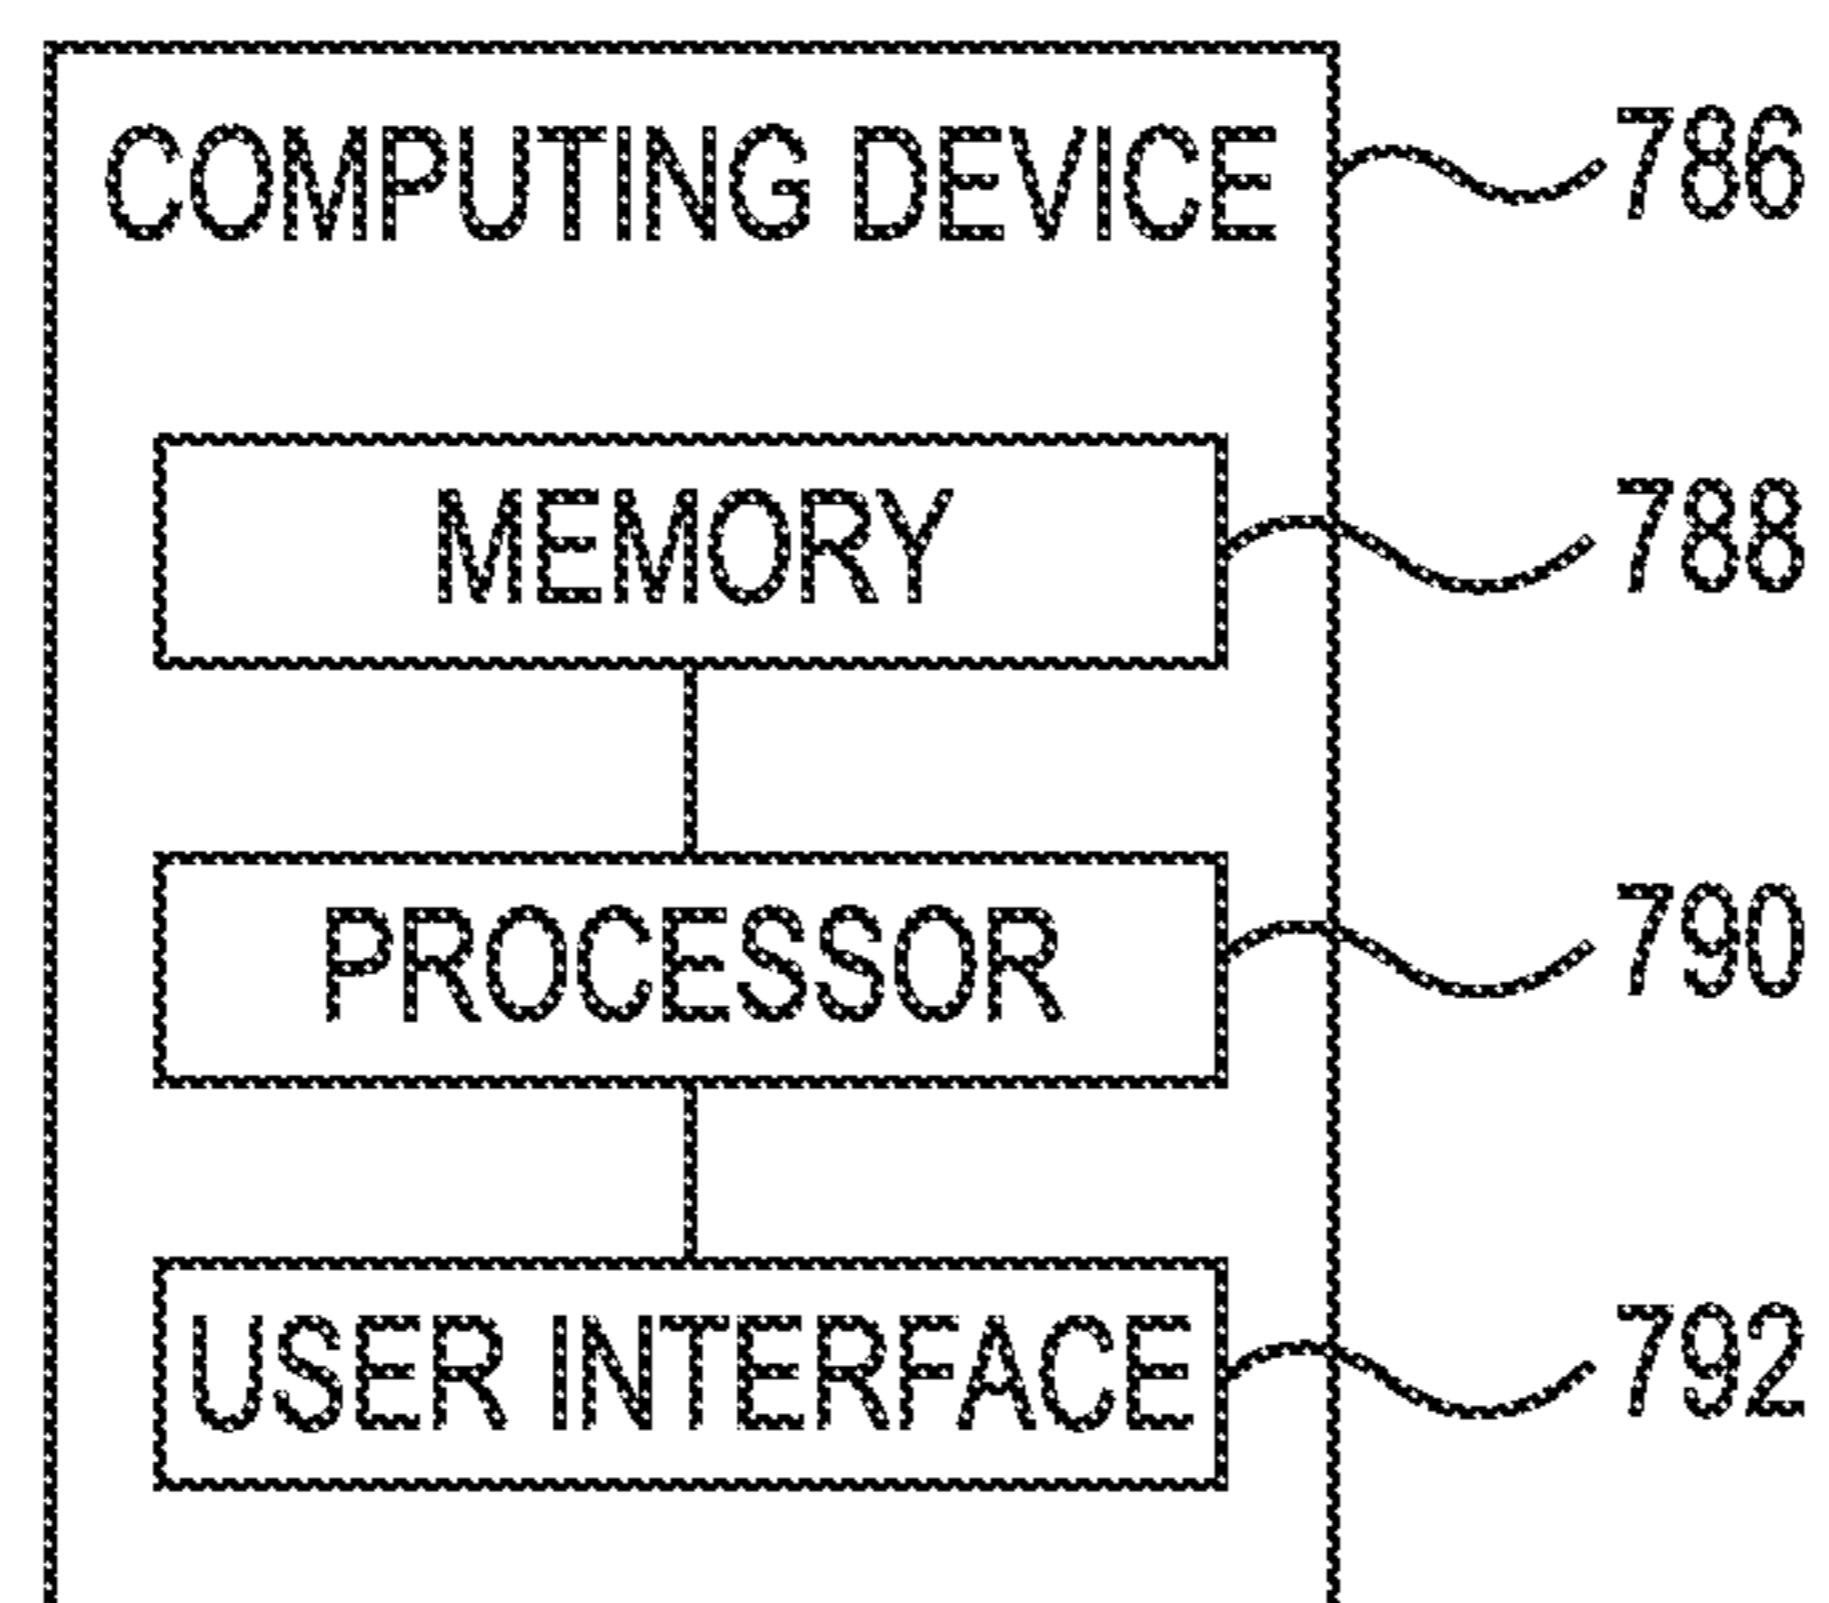 COMPUTING DEVICE 786
MEMORY 788
PROCESSOR 790
USER INTERFACE 792